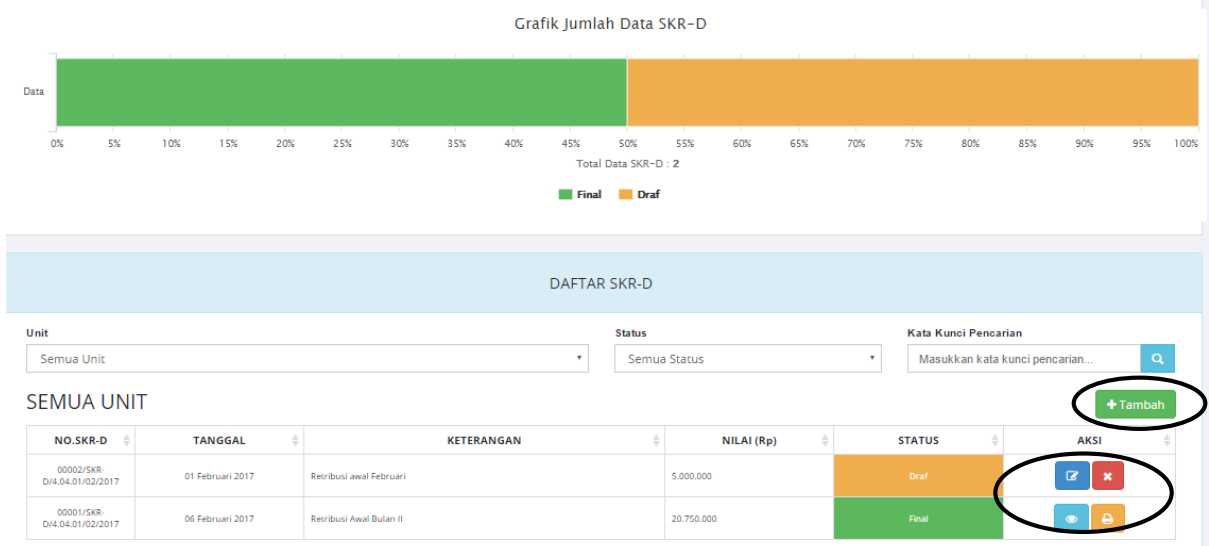 Grafik Jumlah Data SKR-D
Data
0% 5% 10% 15% 20% 25% 30% 35% 40% 45% 50% 55% 60% 65% 70% 75% 80% 85% 90% 95% 100%
Total Data SKR-D : 2
Final Draf
DAFTAR SKR-D
Unit Status Kata Kunci Pencarian
Semua Unit Semua Status Masukkan kata kunci pencarian...
SEMUA UNIT
+ Tambah
NO.SKR-D TANGGAL KETERANGAN NILAI (Rp) STATUS AKSI
00002/SKR-
D/4.04.01/02/2017 01 Februari 2017 Retribusi awal Februari 5.000.000 Draf
00001/SKR-
D/4.04.01/02/2017 06 Februari 2017 Retribusi Awal Bulan II 20.750.000 Final